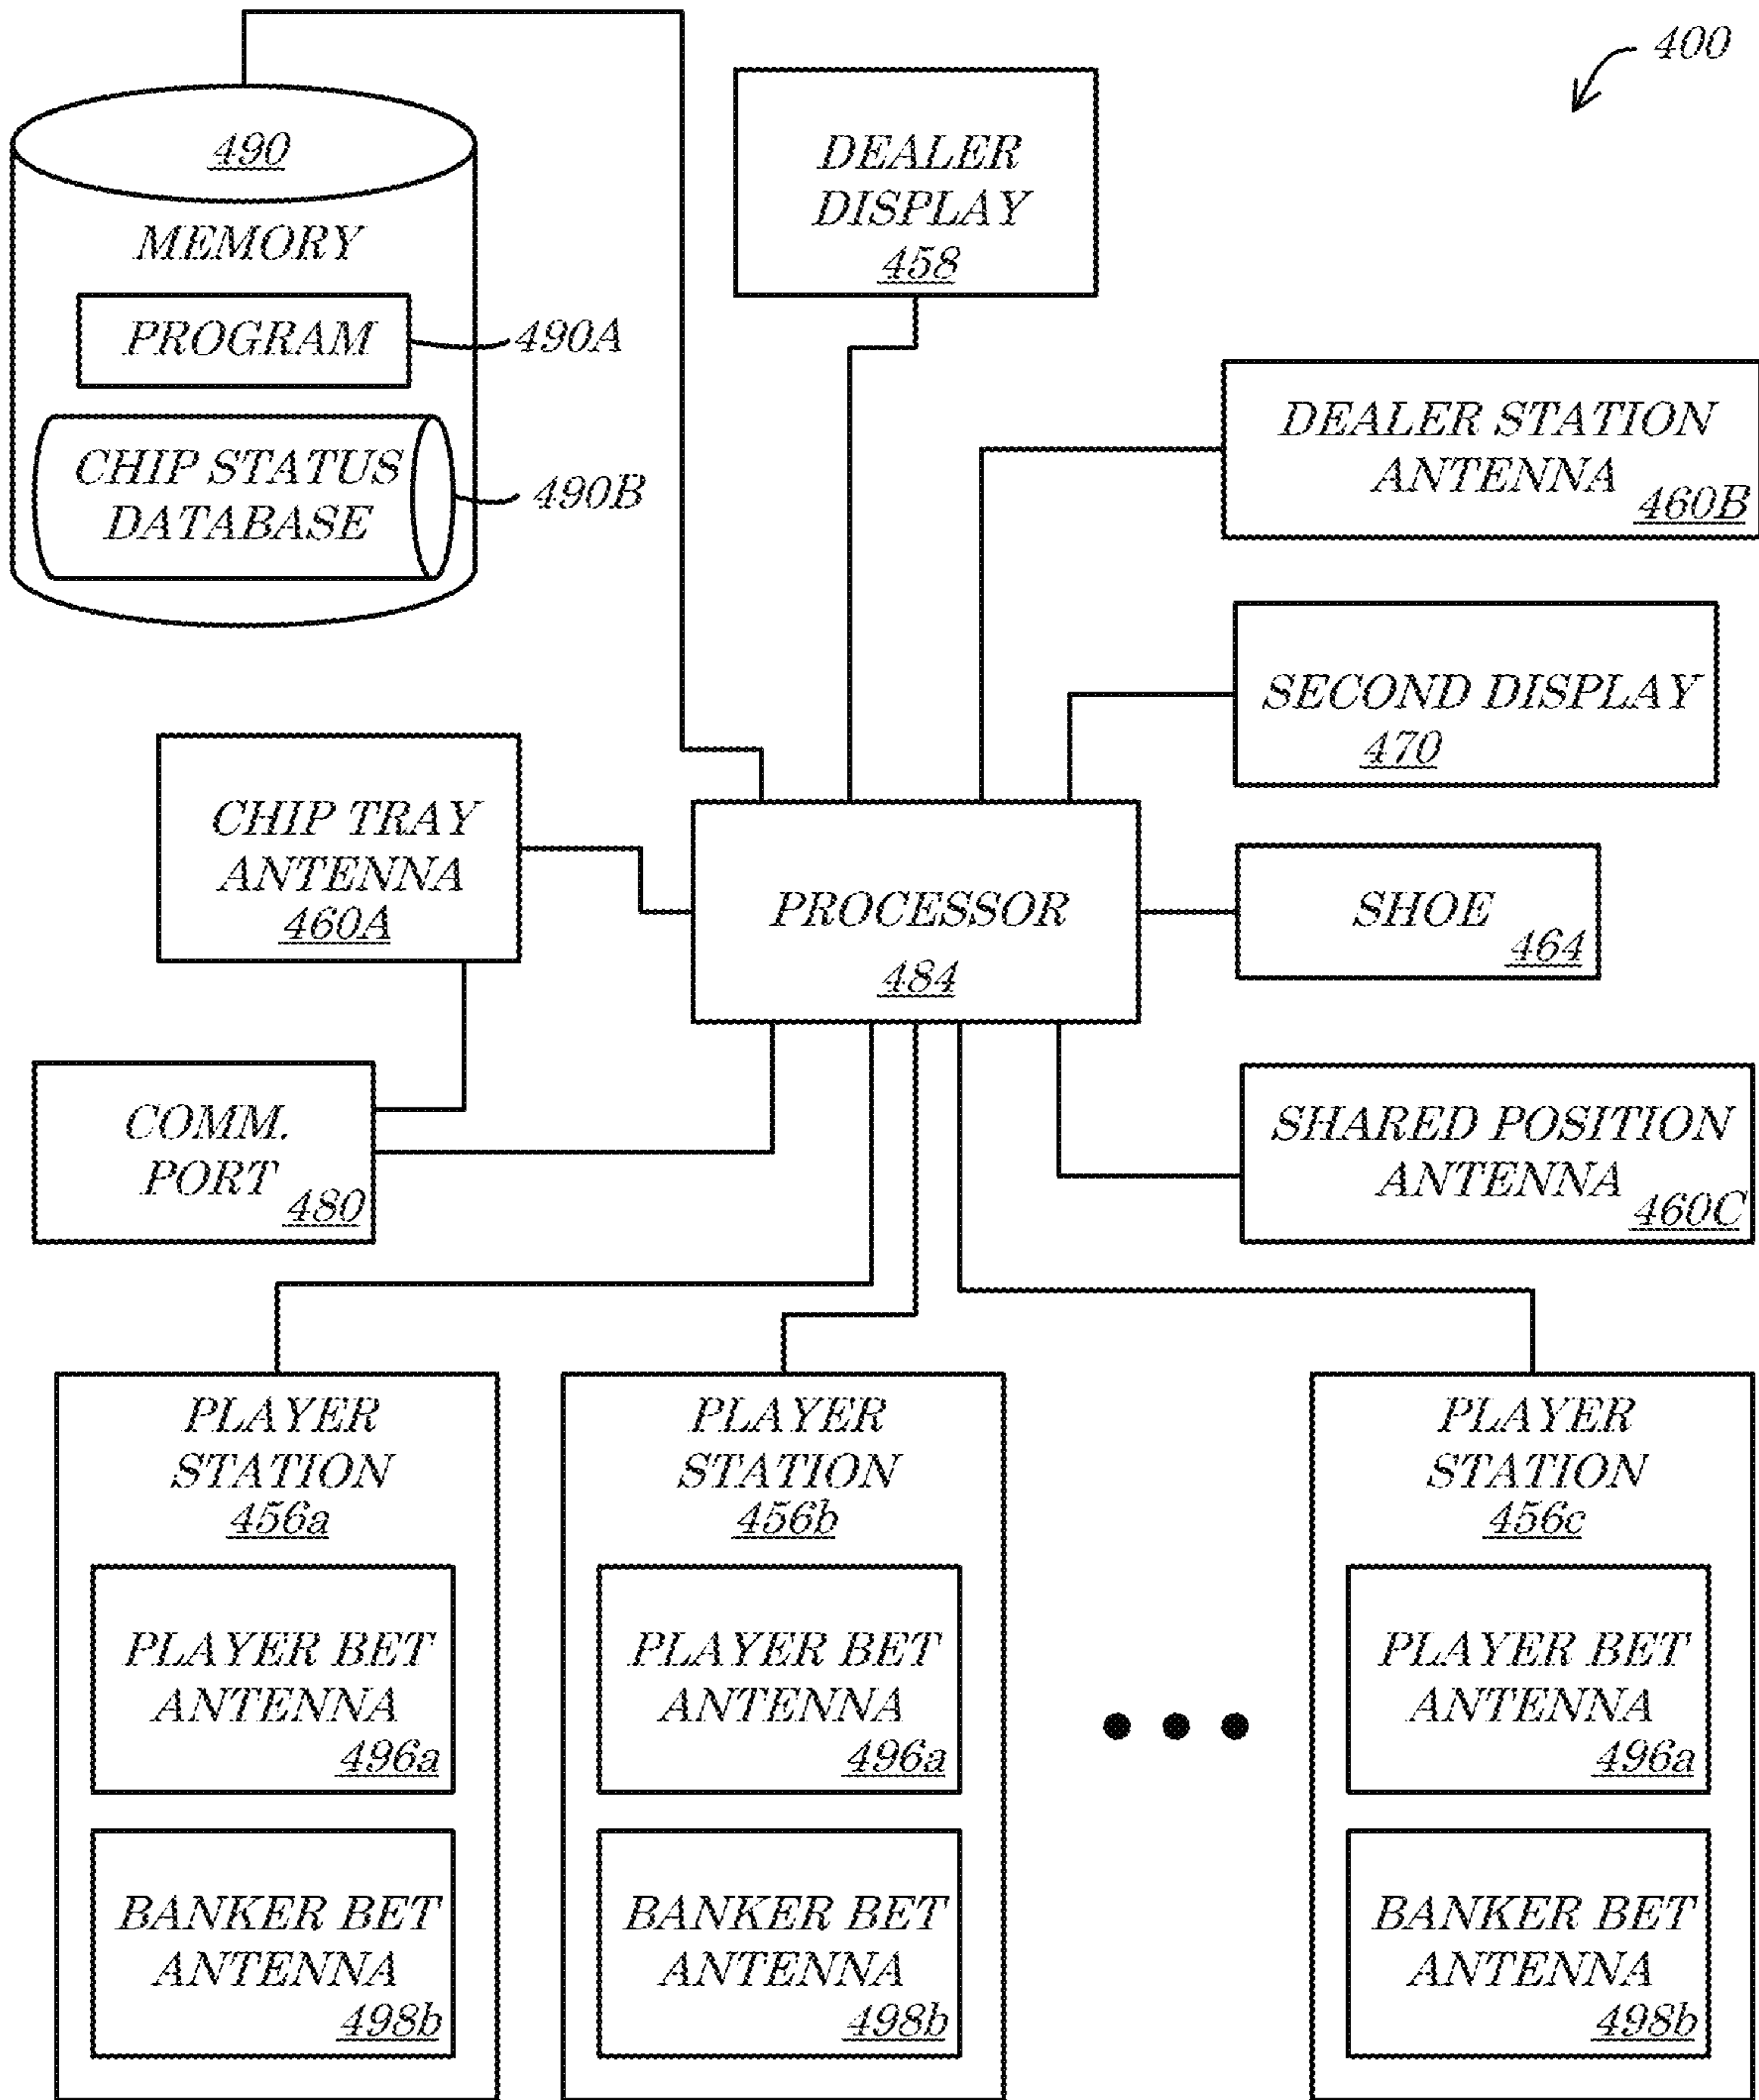 400
490
MEMORY
PROGRAM
490A
CHIP STATUS
DATABASE
490B
DEALER
DISPLAY
458
DEALER STATION
ANTENNA
460B
SECOND DISPLAY
470
CHIP TRAY
ANTENNA
460A
PROCESSOR
484
SHOE
464
COMM.
PORT
480
SHARED POSITION
ANTENNA
460C
PLAYER
STATION
456a
PLAYER BET
ANTENNA
496a
BANKER BET
ANTENNA
498b
PLAYER
STATION
456b
PLAYER BET
ANTENNA
496a
BANKER BET
ANTENNA
498b
PLAYER
STATION
456c
PLAYER BET
ANTENNA
496a
BANKER BET
ANTENNA
498b